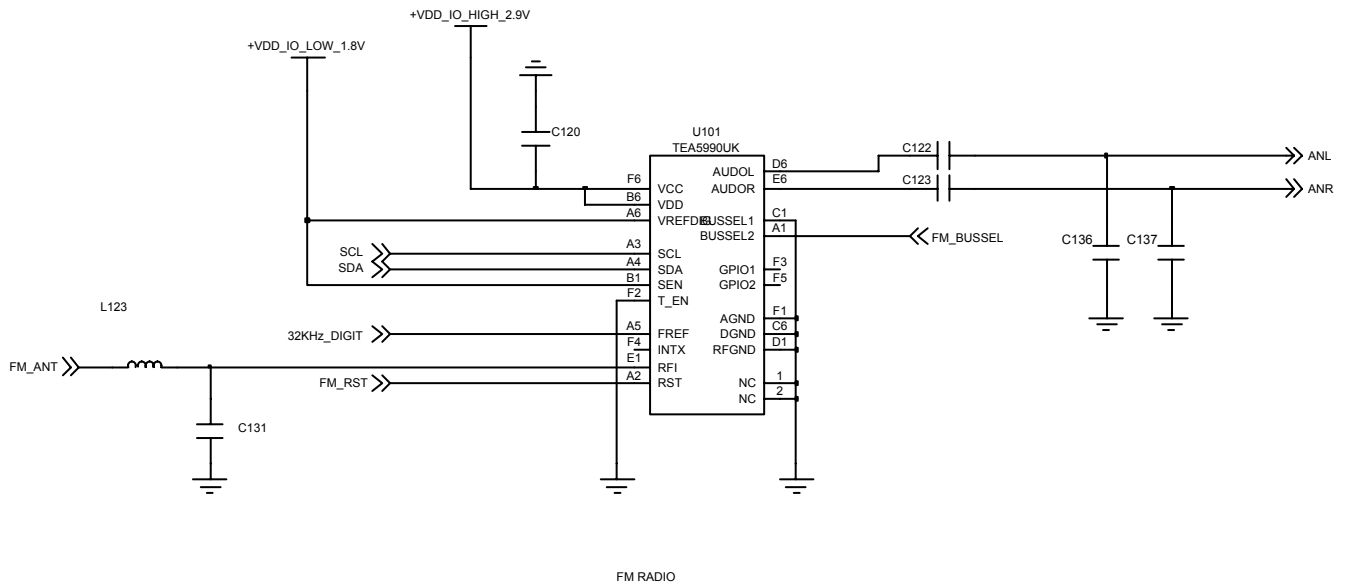 +VDD_IO_HIGH_2.9V
+VDD_IO_LOW_1.8V
C120
U101
TEA5990UK
F6 VCC
B6 VDD
A6 VREFDIG
SCL A3 SCL
SDA A4 SDA
B1 SEN
F2 T_EN
32KHz_DIGIT A5 FREF
F4 INTX
FM_ANT E1 RFI
FM_RST A2 RST
L123
C131
AUDOL D6
AUDOR E6
BUSSEL1 C1
BUSSEL2 A1
FM_BUSSEL
GPIO1 F3
GPIO2 F5
AGND F1
DGND C6
RFGND D1
NC 1
NC 2
C122
C123
ANL
ANR
C136
C137
FM RADIO